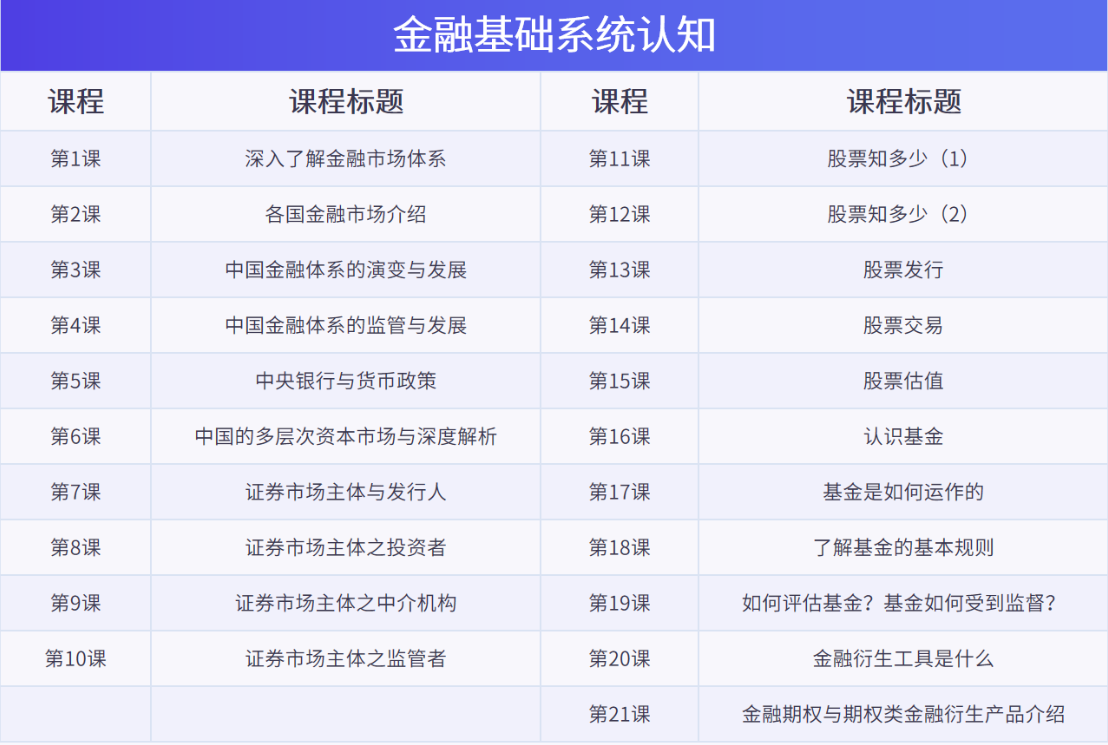 金融基础系统认知
课程 课程标题 课程 课程标题
第1课 深入了解金融市场体系 第11课 股票知多少（1）
第2课 各国金融市场介绍 第12课 股票知多少（2）
第3课 中国金融体系的演变与发展 第13课 股票发行
第4课 中国金融体系的监管与发展 第14课 股票交易
第5课 中央银行与货币政策 第15课 股票估值
第6课 中国的多层次资本市场与深度解析 第16课 认识基金
第7课 证券市场主体与发行人 第17课 基金是如何运作的
第8课 证券市场主体之投资者 第18课 了解基金的基本规则
第9课 证券市场主体之中介机构 第19课 如何评估基金？基金如何受到监督？
第10课 证券市场主体之监管者 第20课 金融衍生工具是什么
第21课 金融期权与期权类金融衍生产品介绍